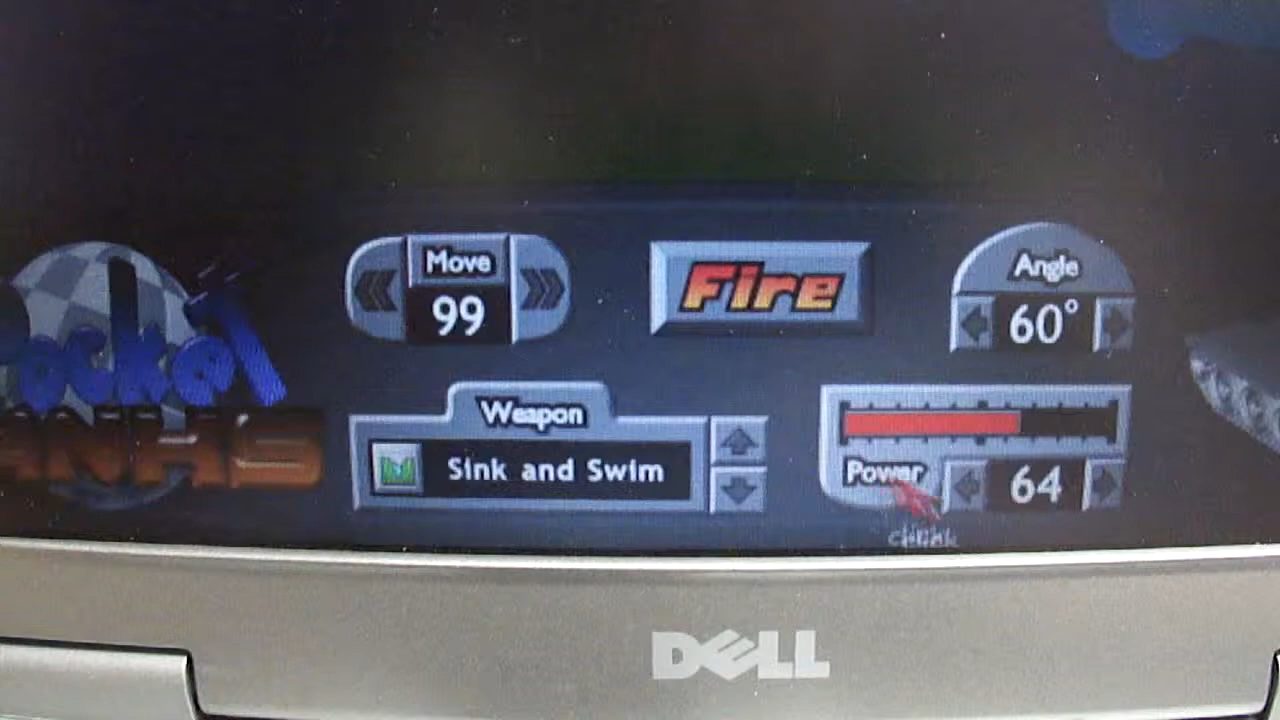 Move
99
Fire
Angle
60°
Pocket
TANKS
Weapon
Sink and Swim
Power
64
DELL